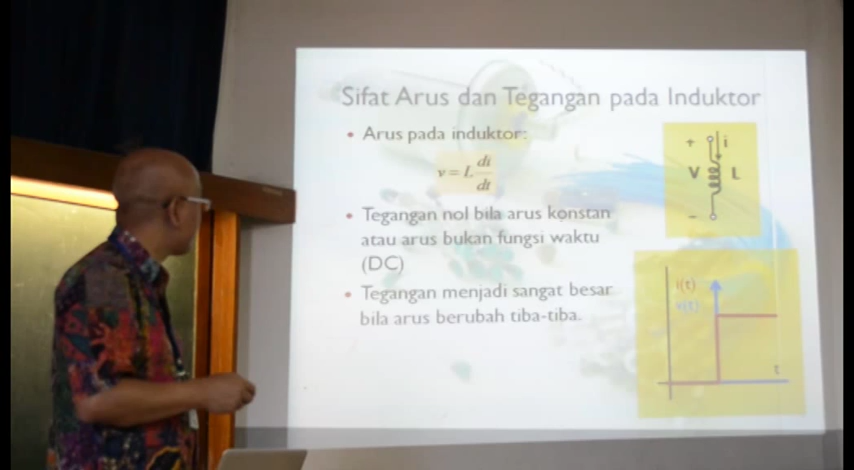 Sifat Arus dan Tegangan pada Induktor
• Arus pada induktor:
v = L di/dt
• Tegangan nol bila arus konstan
atau arus bukan fungsi waktu
(DC)
• Tegangan menjadi sangat besar
bila arus berubah tiba-tiba.
+ i
V L
–
i(t)
v(t)
t